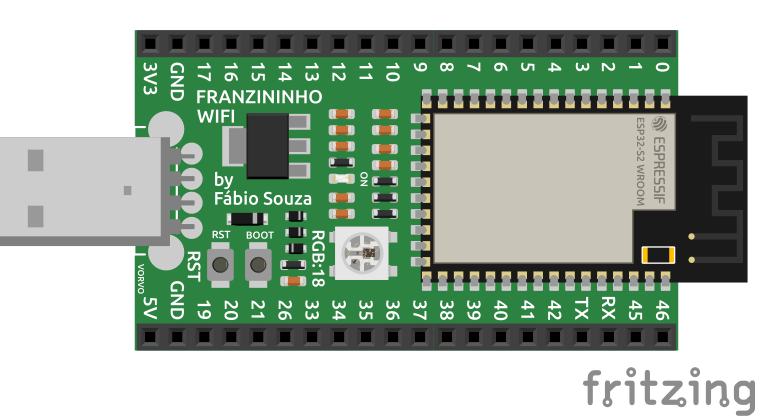 3V3 GND 17 16 15 14 13 12 11 10 9 8 7 6 5 4 3 2 1 0
FRANZININHO
WIFI
ESPRESSIF
ESP32-S2 WROOM
ON
by
Fábio Souza
RST BOOT
RGB:18
RST
VORVO
5V GND 19 20 21 26 33 34 35 36 37 38 39 40 41 42 TX RX 45 46
fritzing